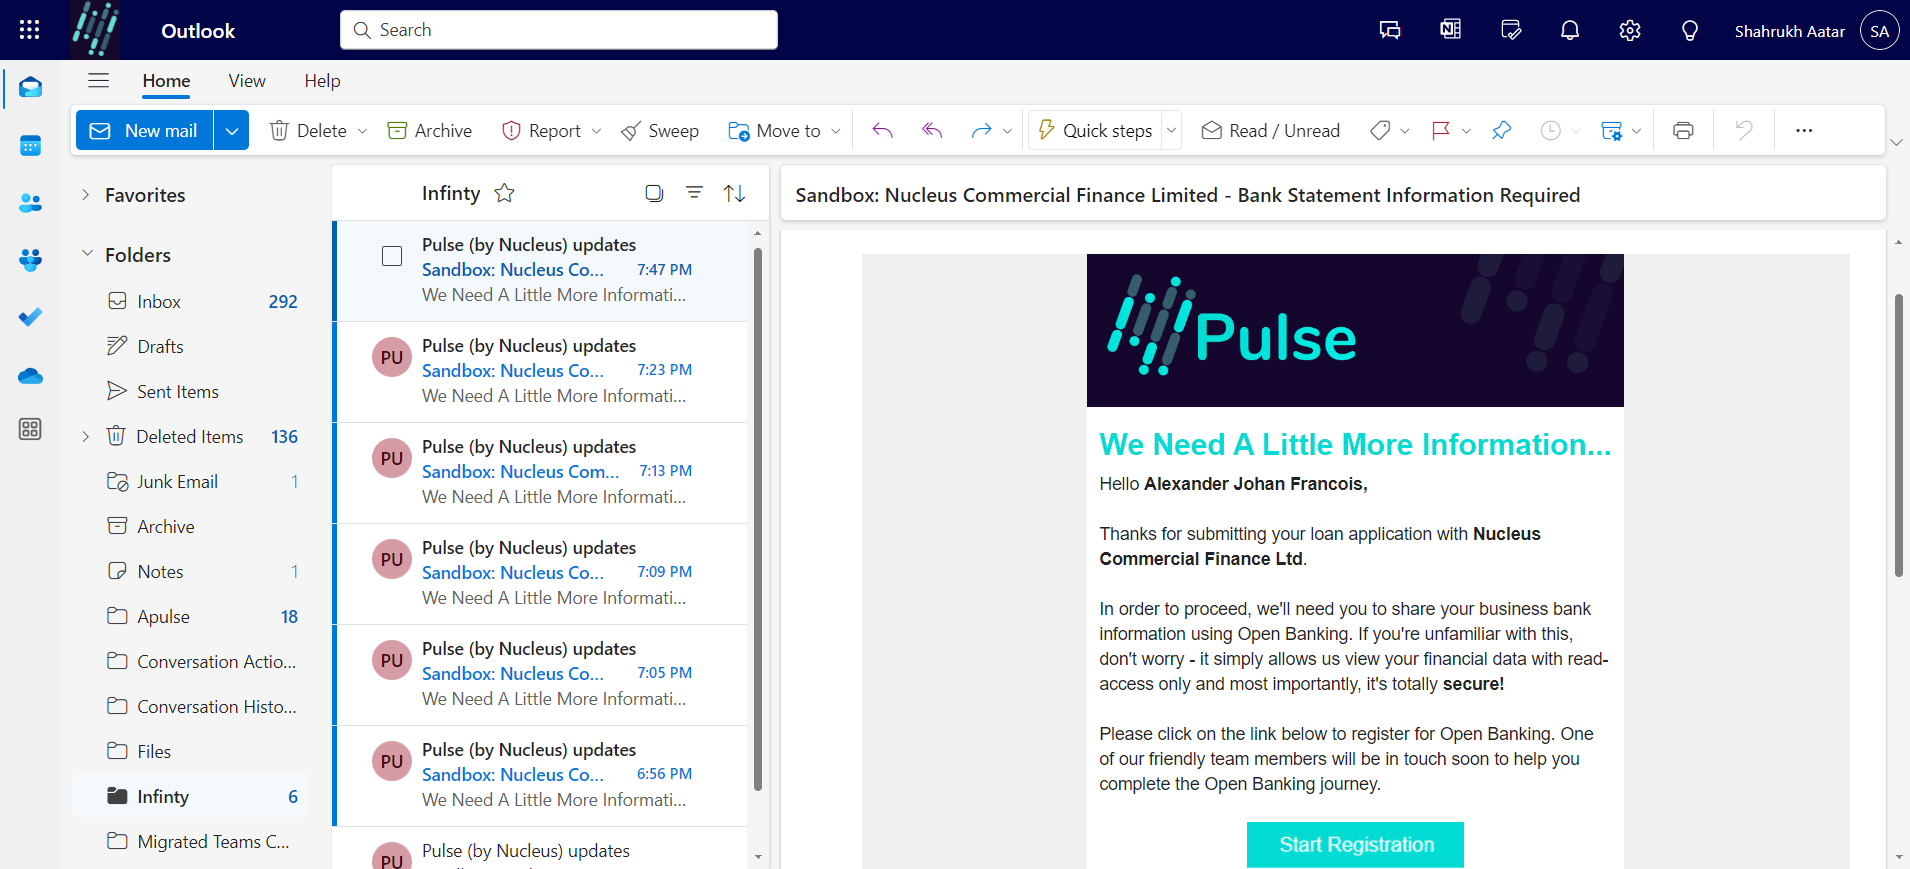 Outlook
Search
Shahrukh Aatar
SA
Home View Help
New mail Delete Archive Report Sweep Move to Quick steps Read / Unread
Favorites
Folders
Inbox 292
Drafts
Sent Items
Deleted Items 136
Junk Email 1
Archive
Notes 1
Apulse 18
Conversation Actio...
Conversation Histo...
Files
Infinty 6
Migrated Teams C...
Infinty
Pulse (by Nucleus) updates
Sandbox: Nucleus Co... 7:47 PM
We Need A Little More Informati...
PU
Pulse (by Nucleus) updates
Sandbox: Nucleus Co... 7:23 PM
We Need A Little More Informati...
PU
Pulse (by Nucleus) updates
Sandbox: Nucleus Com... 7:13 PM
We Need A Little More Informati...
PU
Pulse (by Nucleus) updates
Sandbox: Nucleus Co... 7:09 PM
We Need A Little More Informati...
PU
Pulse (by Nucleus) updates
Sandbox: Nucleus Co... 7:05 PM
We Need A Little More Informati...
PU
Pulse (by Nucleus) updates
Sandbox: Nucleus Co... 6:56 PM
We Need A Little More Informati...
PU
Pulse (by Nucleus) updates
Sandbox: Nucleus Commercial Finance Limited - Bank Statement Information Required
Pulse
We Need A Little More Information...
Hello Alexander Johan Francois,
Thanks for submitting your loan application with Nucleus
Commercial Finance Ltd.
In order to proceed, we'll need you to share your business bank
information using Open Banking. If you're unfamiliar with this,
don't worry - it simply allows us view your financial data with read-
access only and most importantly, it's totally secure!
Please click on the link below to register for Open Banking. One
of our friendly team members will be in touch soon to help you
complete the Open Banking journey.
Start Registration